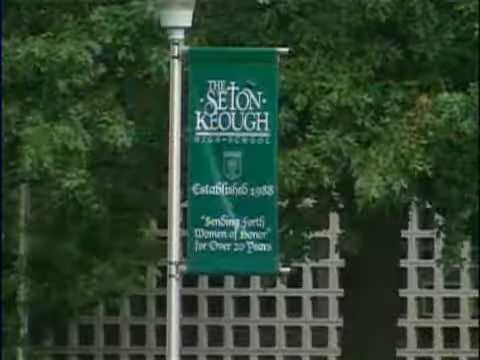 THE
SETON
KEOUGH
HIGH·SCHOOL
Established 1988
"Sending Forth
Women of Honor"
for Over 20 Years